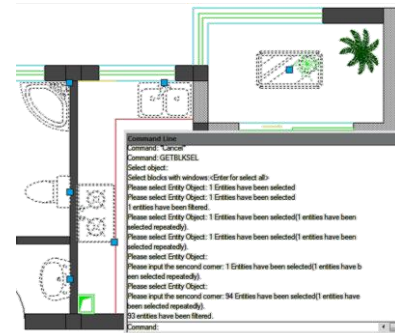 Command Line
Command: "Cancel"
Command: GETBLKSEL
Select object:
Select blocks with windows:<Enter for select all>
Please select Entity Object: 1 Entities have been selected
Please select Entity Object: 1 Entities have been selected
1 entities have been filtered.
Please select Entity Object: 1 Entities have been selected(1 entities have been
selected repeatedly).
Please select Entity Object: 1 Entities have been selected(1 entities have been
selected repeatedly).
Please select Entity Object:
Please input the sencond corner: 1 Entities have been selected(1 entities have b
een selected repeatedly).
Please select Entity Object:
Please input the sencond corner: 94 Entities have been selected(1 entities have
been selected repeatedly).
93 entities have been filtered.
Command: